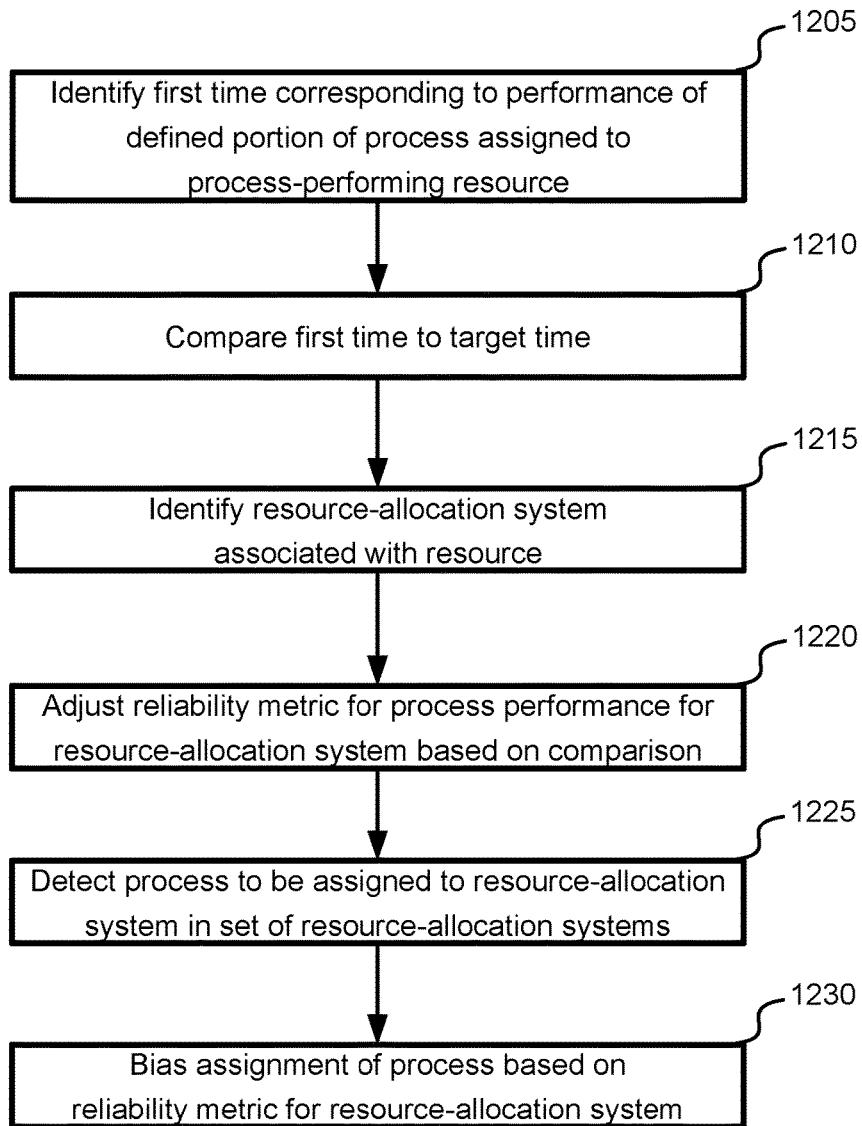 1205
Identify first time corresponding to performance of
defined portion of process assigned to
process-performing resource
1210
Compare first time to target time
1215
Identify resource-allocation system
associated with resource
1220
Adjust reliability metric for process performance for
resource-allocation system based on comparison
1225
Detect process to be assigned to resource-allocation
system in set of resource-allocation systems
1230
Bias assignment of process based on
reliability metric for resource-allocation system